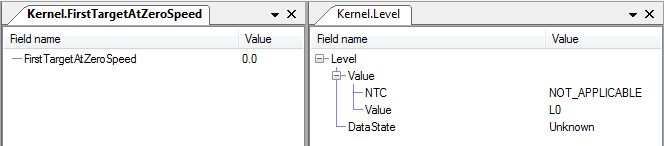 Kernel.FirstTargetAtZeroSpeed
Field name Value
FirstTargetAtZeroSpeed 0.0
Kernel.Level
Field name Value
Level
Value
NTC NOT_APPLICABLE
Value L0
DataState Unknown